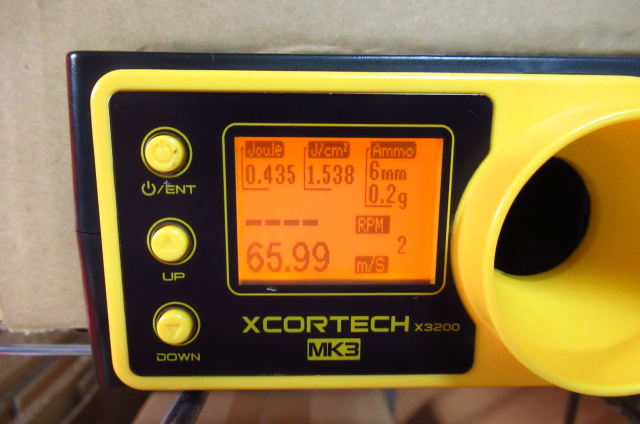 Joule J/cm² Ammo
0.435 1.538 6mm
0.2g
---- RPM
2
65.99 m/S
⏻/ENT
UP
DOWN
XCORTECH X3200
MK3